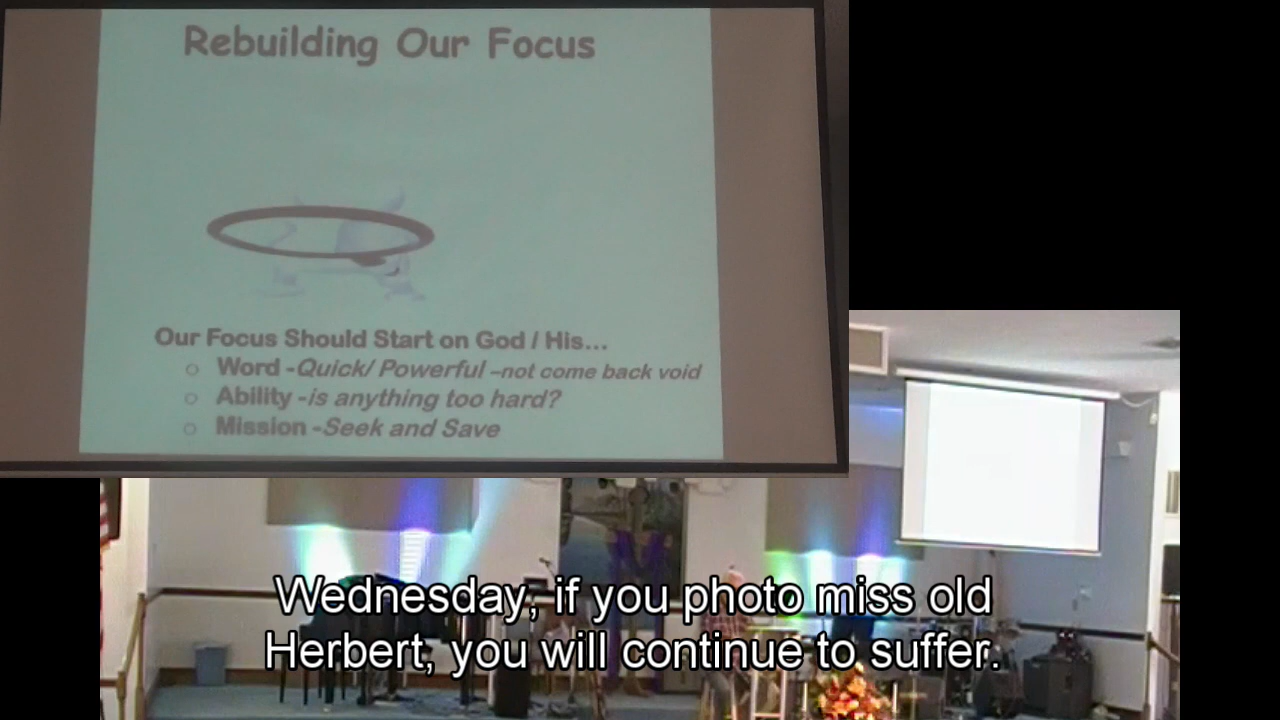 Rebuilding Our Focus
Our Focus Should Start on God / His...
○ Word -Quick/ Powerful -not come back void
○ Ability -is anything too hard?
○ Mission -Seek and Save
Wednesday, if you photo miss old
Herbert, you will continue to suffer.